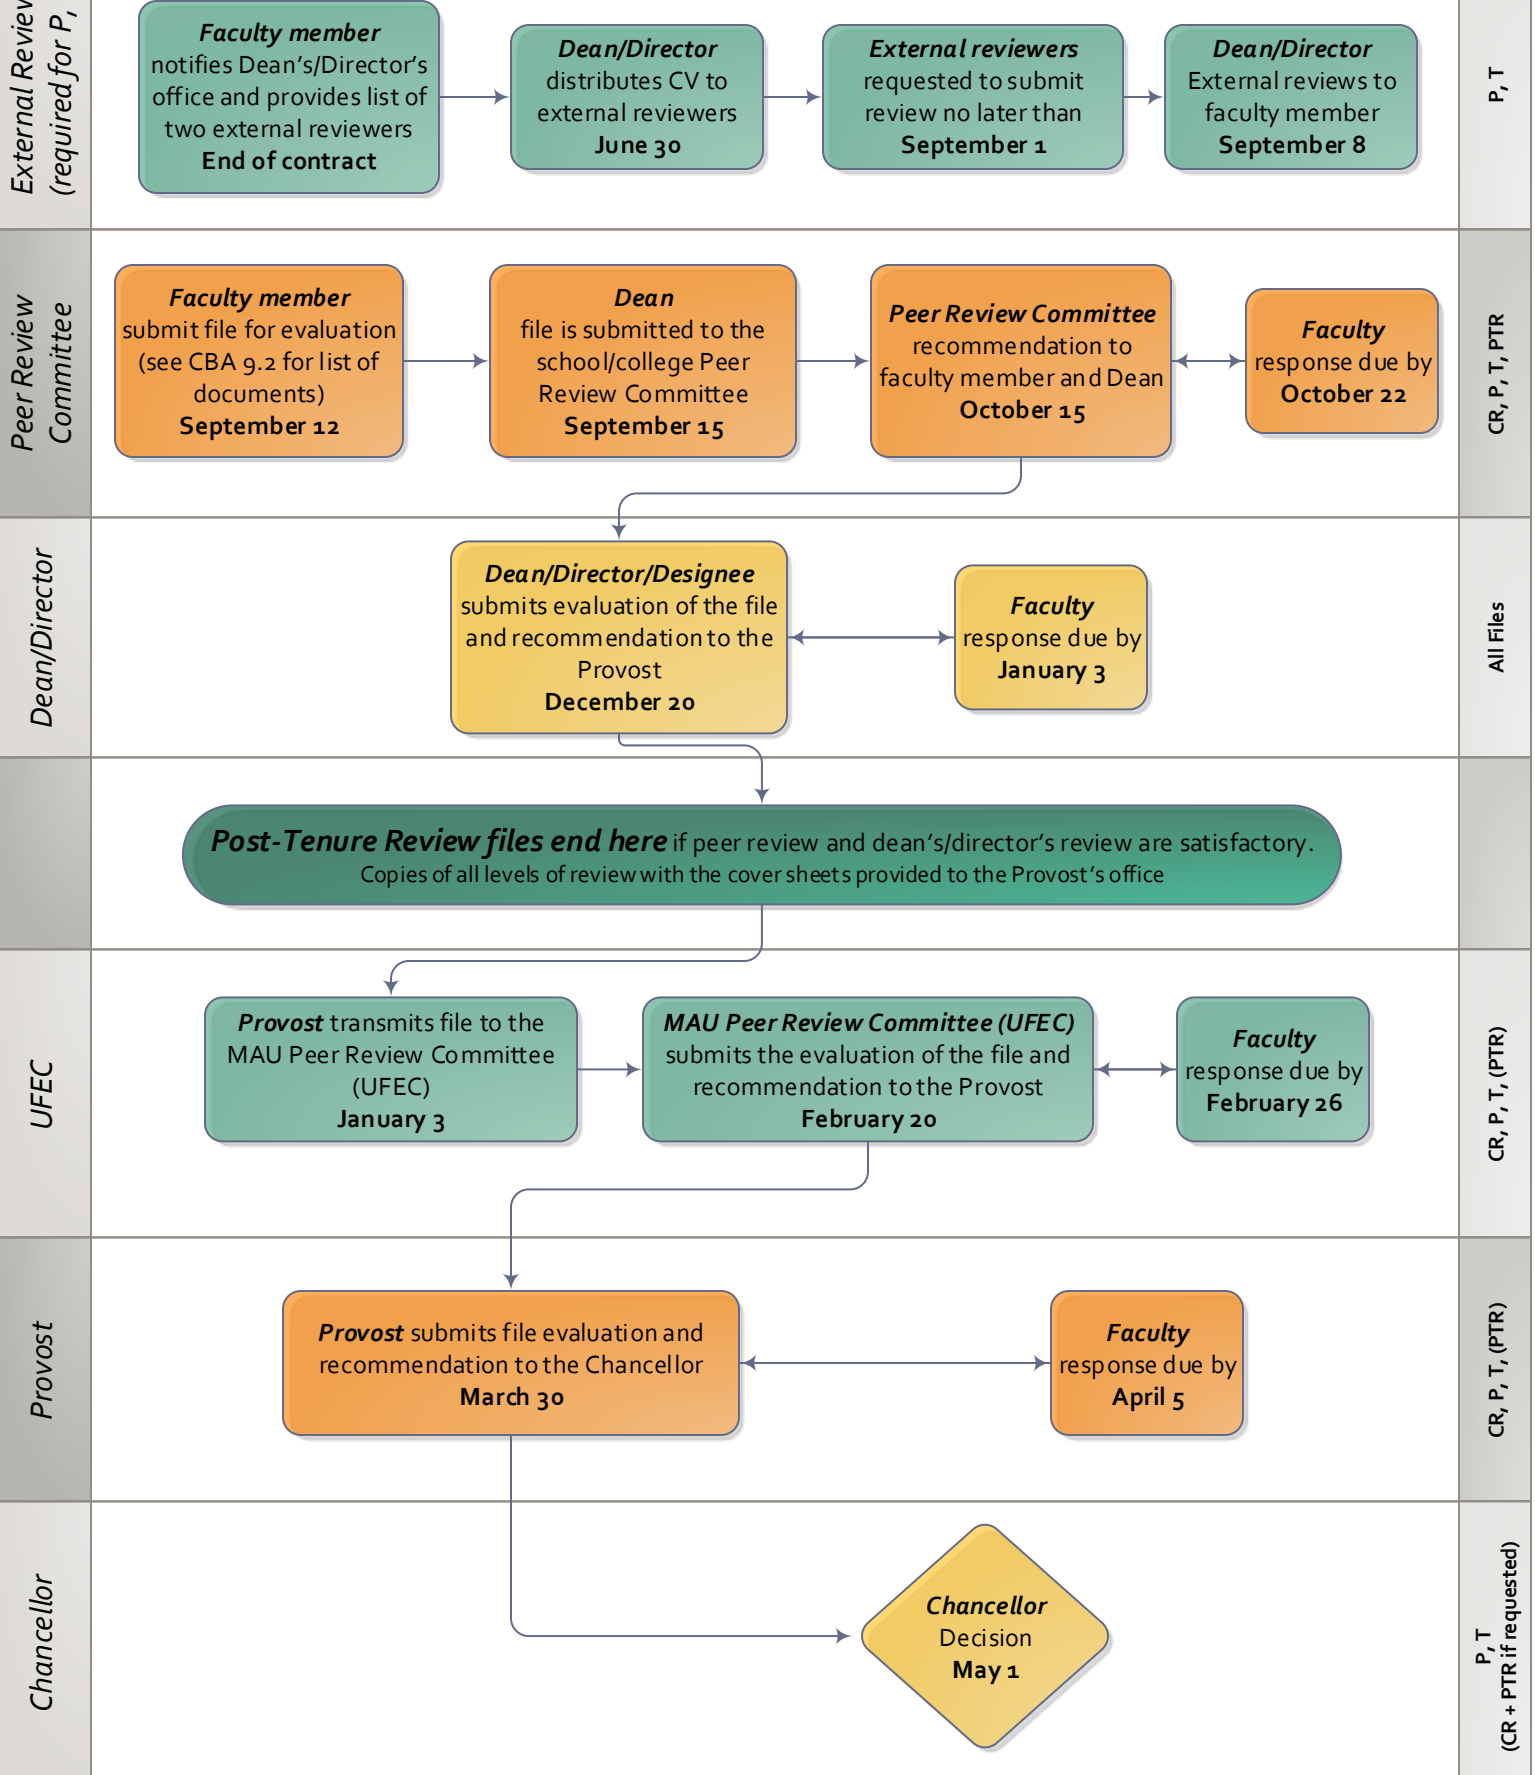 External Review
(required for P,
Faculty member
notifies Dean's/Director's
office and provides list of
two external reviewers
End of contract
Dean/Director
distributes CV to
external reviewers
June 30
External reviewers
requested to submit
review no later than
September 1
Dean/Director
External reviews to
faculty member
September 8
P, T
Peer Review
Committee
Faculty member
submit file for evaluation
(see CBA 9.2 for list of
documents)
September 12
Dean
file is submitted to the
school/college Peer
Review Committee
September 15
Peer Review Committee
recommendation to
faculty member and Dean
October 15
Faculty
response due by
October 22
CR, P, T, PTR
Dean/Director
Dean/Director/Designee
submits evaluation of the file
and recommendation to the
Provost
December 20
Faculty
response due by
January 3
All Files
Post-Tenure Review files end here if peer review and dean's/director's review are satisfactory.
Copies of all levels of review with the cover sheets provided to the Provost's office
UFEC
Provost transmits file to the
MAU Peer Review Committee
(UFEC)
January 3
MAU Peer Review Committee (UFEC)
submits the evaluation of the file and
recommendation to the Provost
February 20
Faculty
response due by
February 26
CR, P, T, (PTR)
Provost
Provost submits file evaluation and
recommendation to the Chancellor
March 30
Faculty
response due by
April 5
CR, P, T, (PTR)
Chancellor
Chancellor
Decision
May 1
P, T
(CR + PTR if requested)